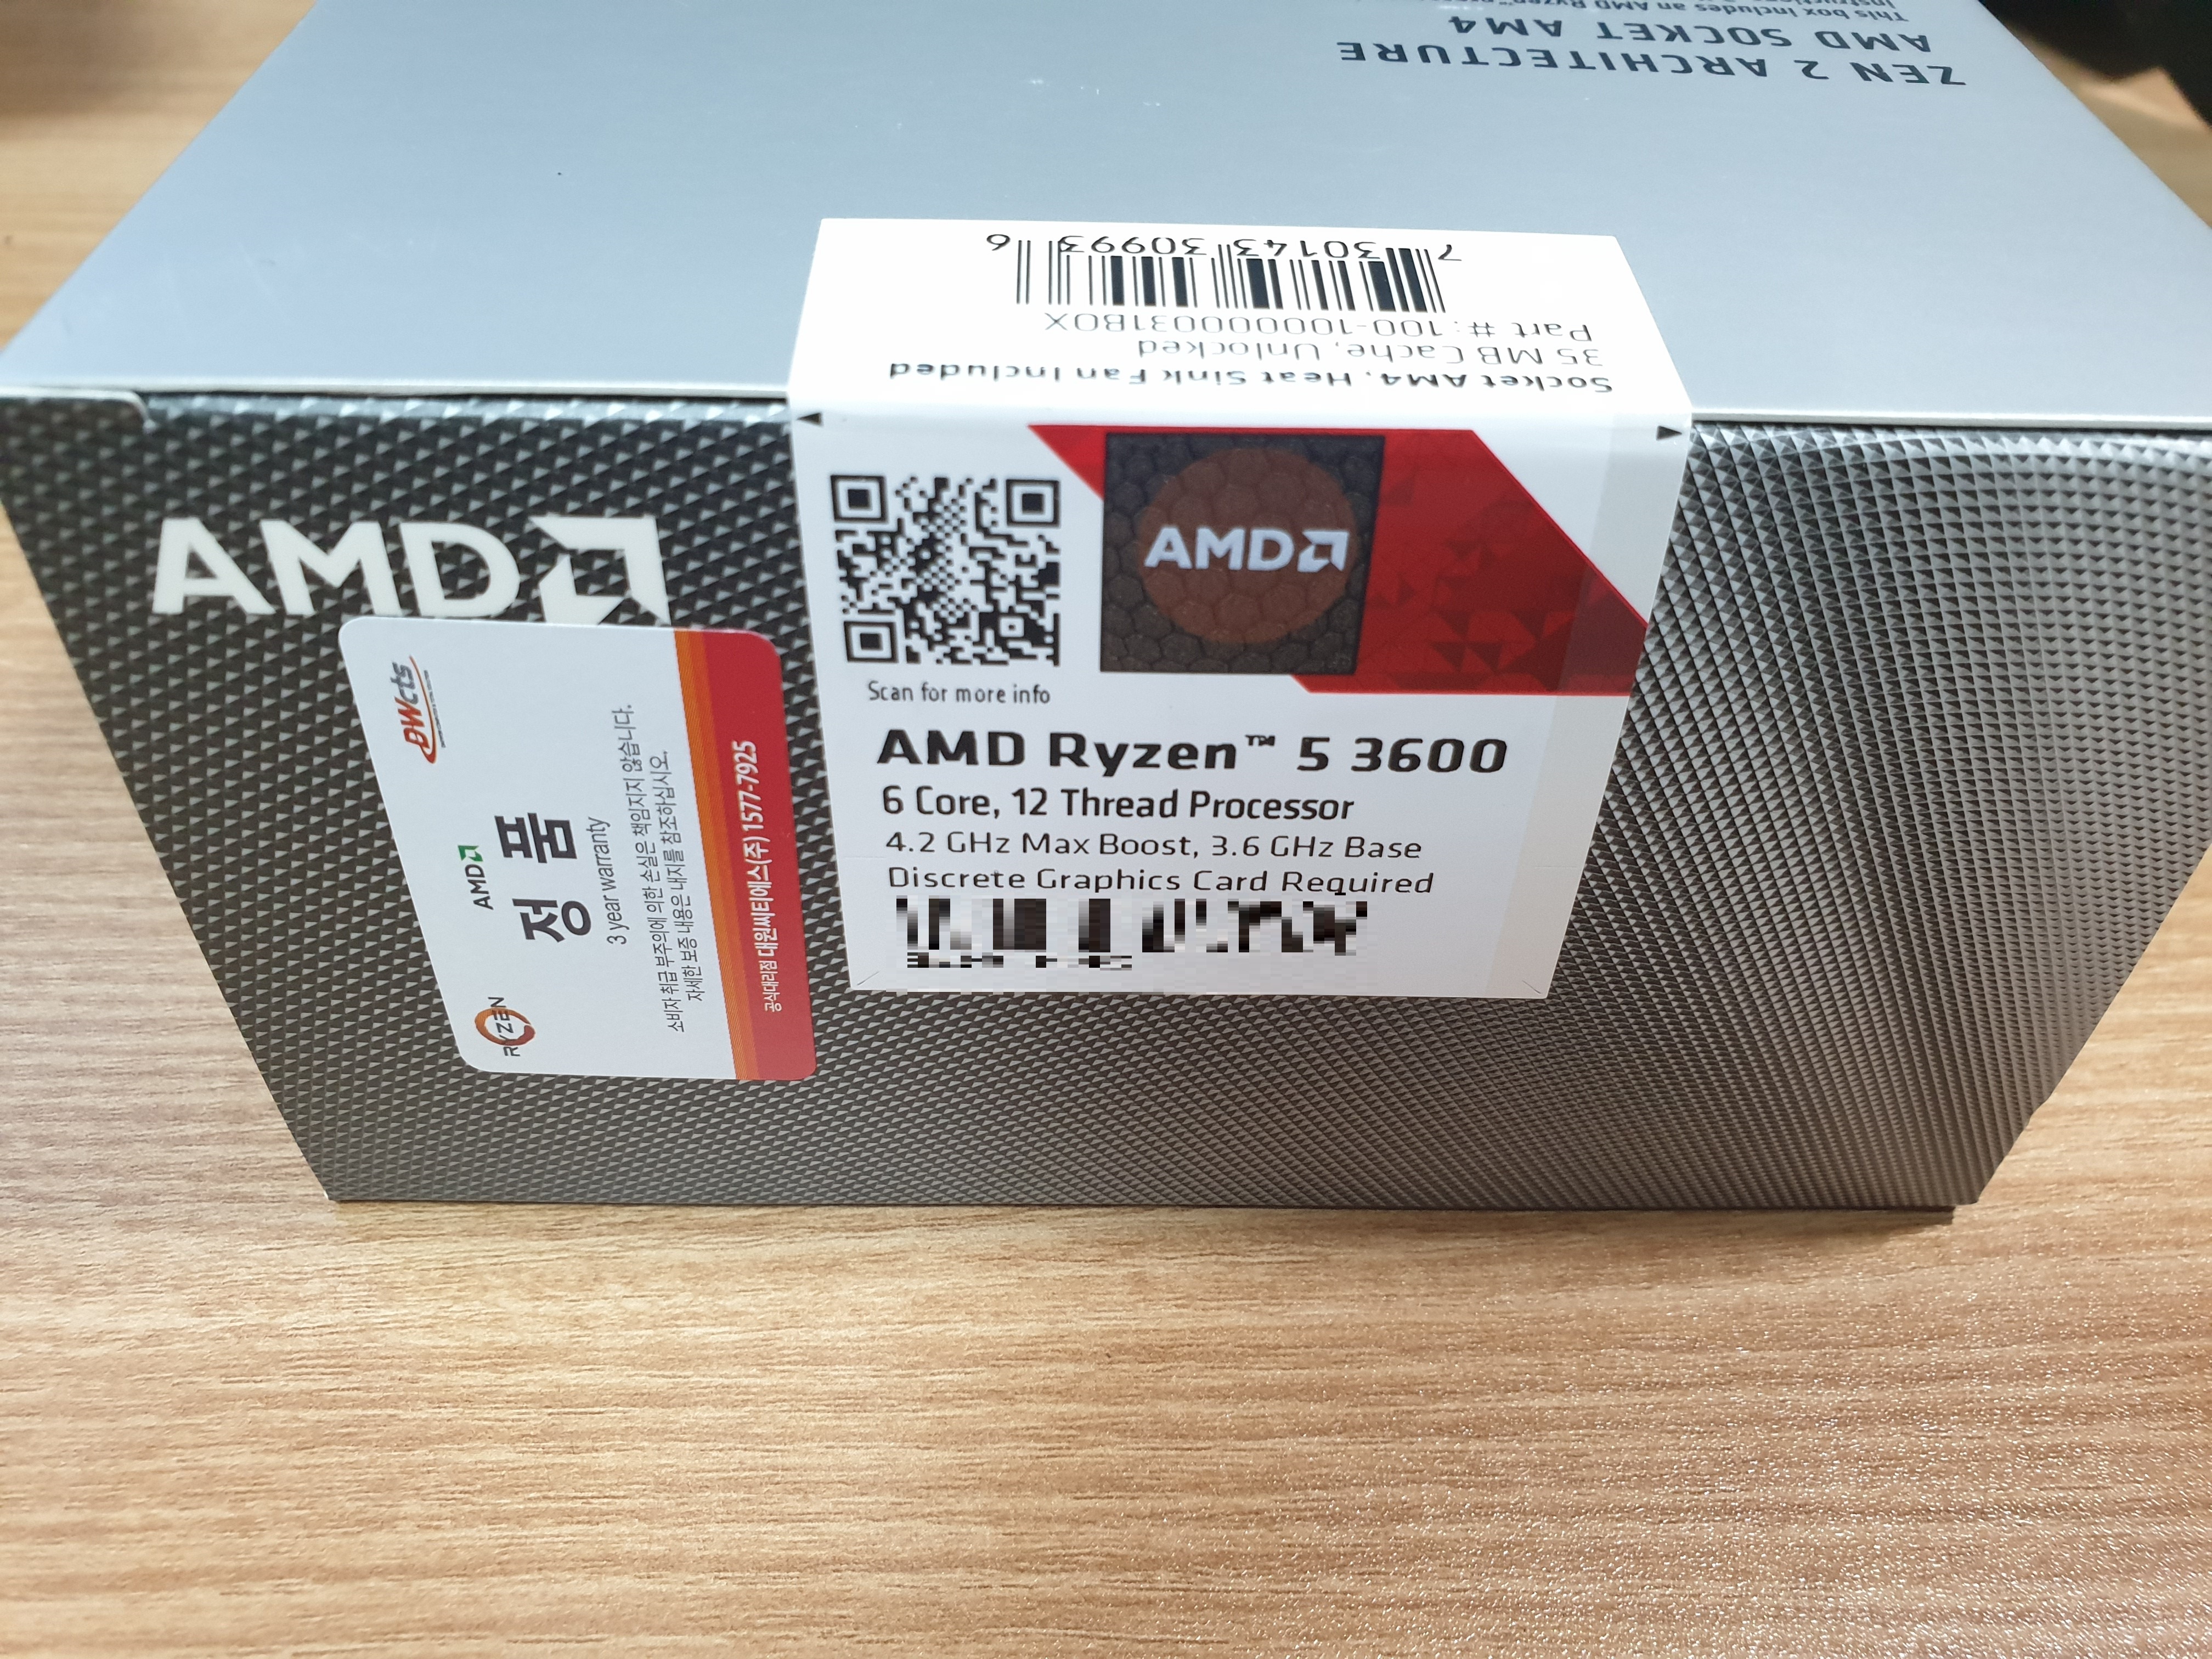 ZEN 2 ARCHITECTURE
AMD SOCKET AM4
This box includes an AMD Ryzen™
7 30143 30993 6
Part #: 100-100000031BOX
35 MB Cache, Unlocked
Socket AM4, Heat Sink Fan Included
AMD
AMD
Scan for more info
AMD Ryzen™ 5 3600
6 Core, 12 Thread Processor
4.2 GHz Max Boost, 3.6 GHz Base
Discrete Graphics Card Required
RYZEN
AMD
DWcts
정품
3 year warranty
소비자 취급 부주의에 의한 손실은 책임지지 않습니다.
자세한 보증 내용은 내지를 참조하십시오.
공식대리점 대원씨티에스(주) 1577-7925